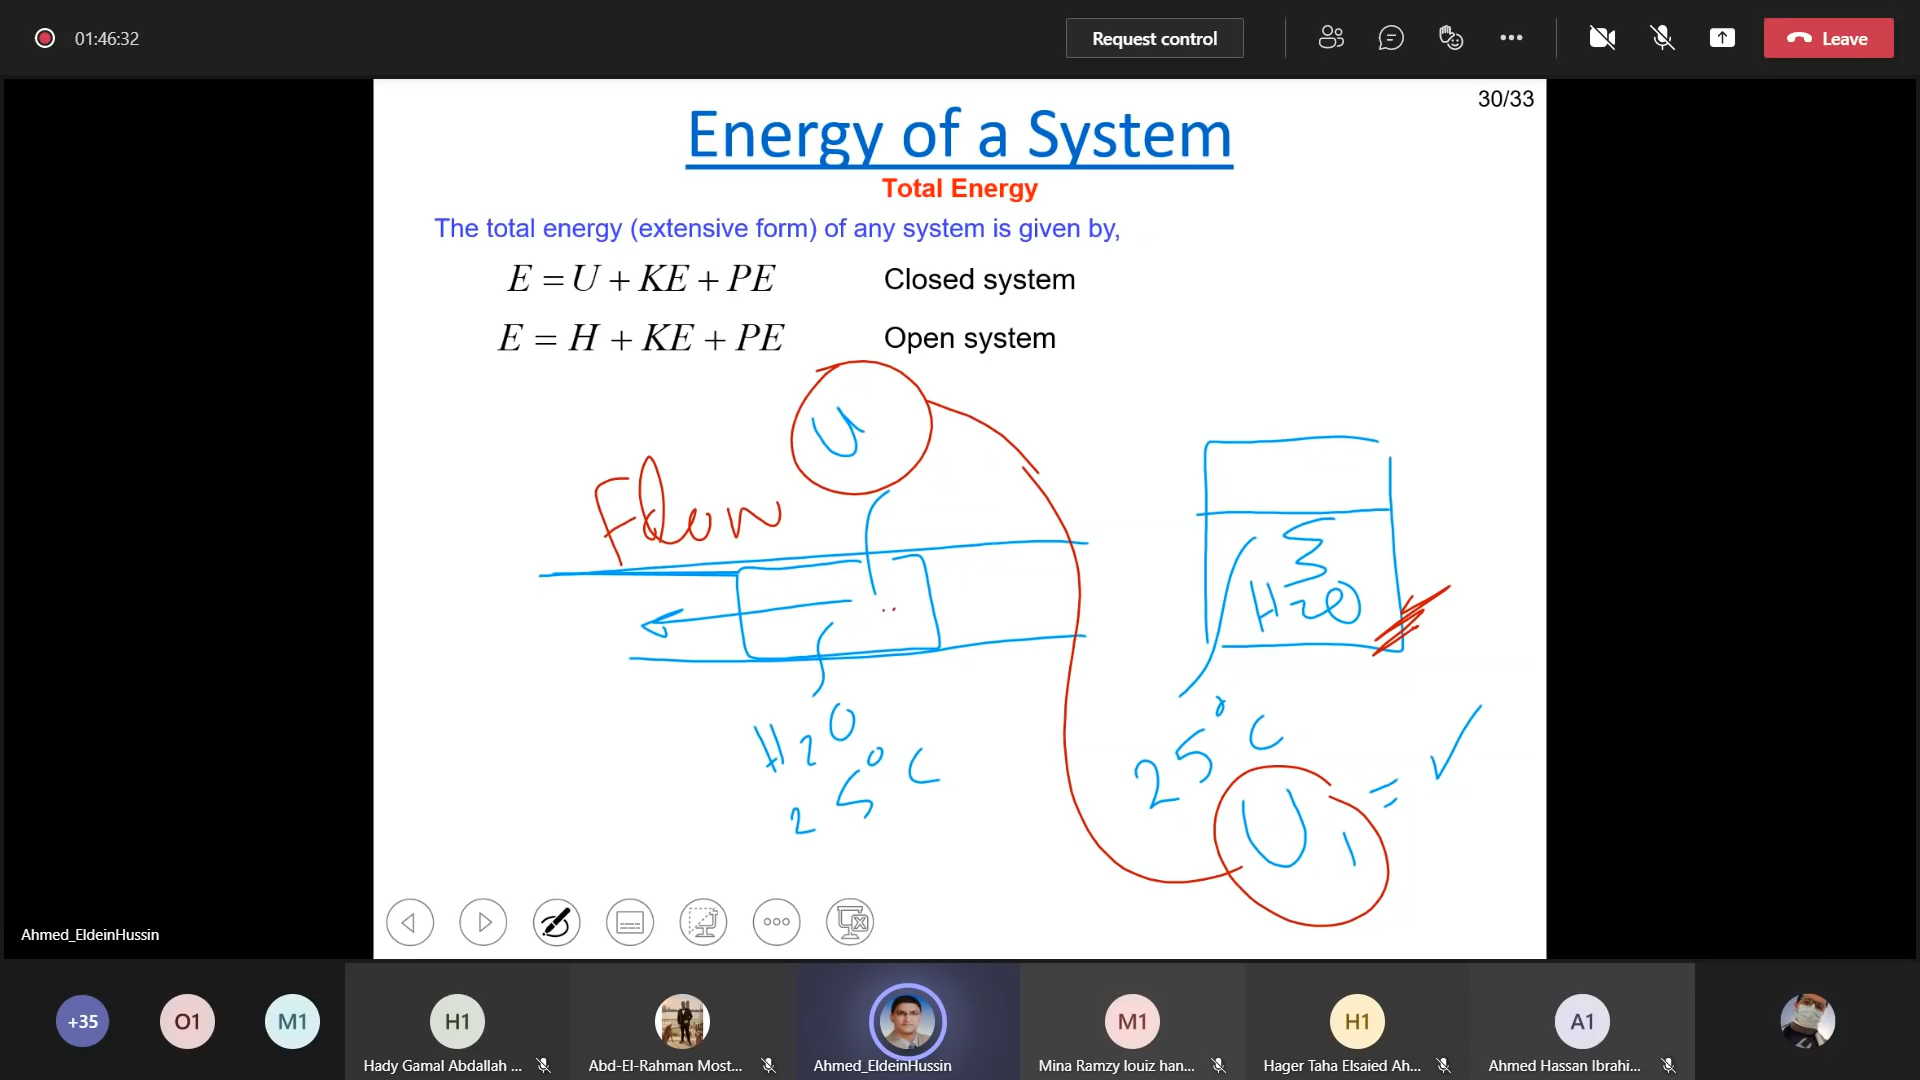 01:46:32
Request control
Leave
30/33
Energy of a System
Total Energy
The total energy (extensive form) of any system is given by,
E = U + KE + PE Closed system
E = H + KE + PE Open system
U
Flow
H2O
H2O
25°C
25°C
U1 = ✓
Ahmed_EldeinHussin
+35
O1
M1
H1
M1
H1
A1
Hady Gamal Abdallah ...
Abd-El-Rahman Most...
Ahmed_EldeinHussin
Mina Ramzy louiz han...
Hager Taha Elsaied Ah...
Ahmed Hassan Ibrahi...